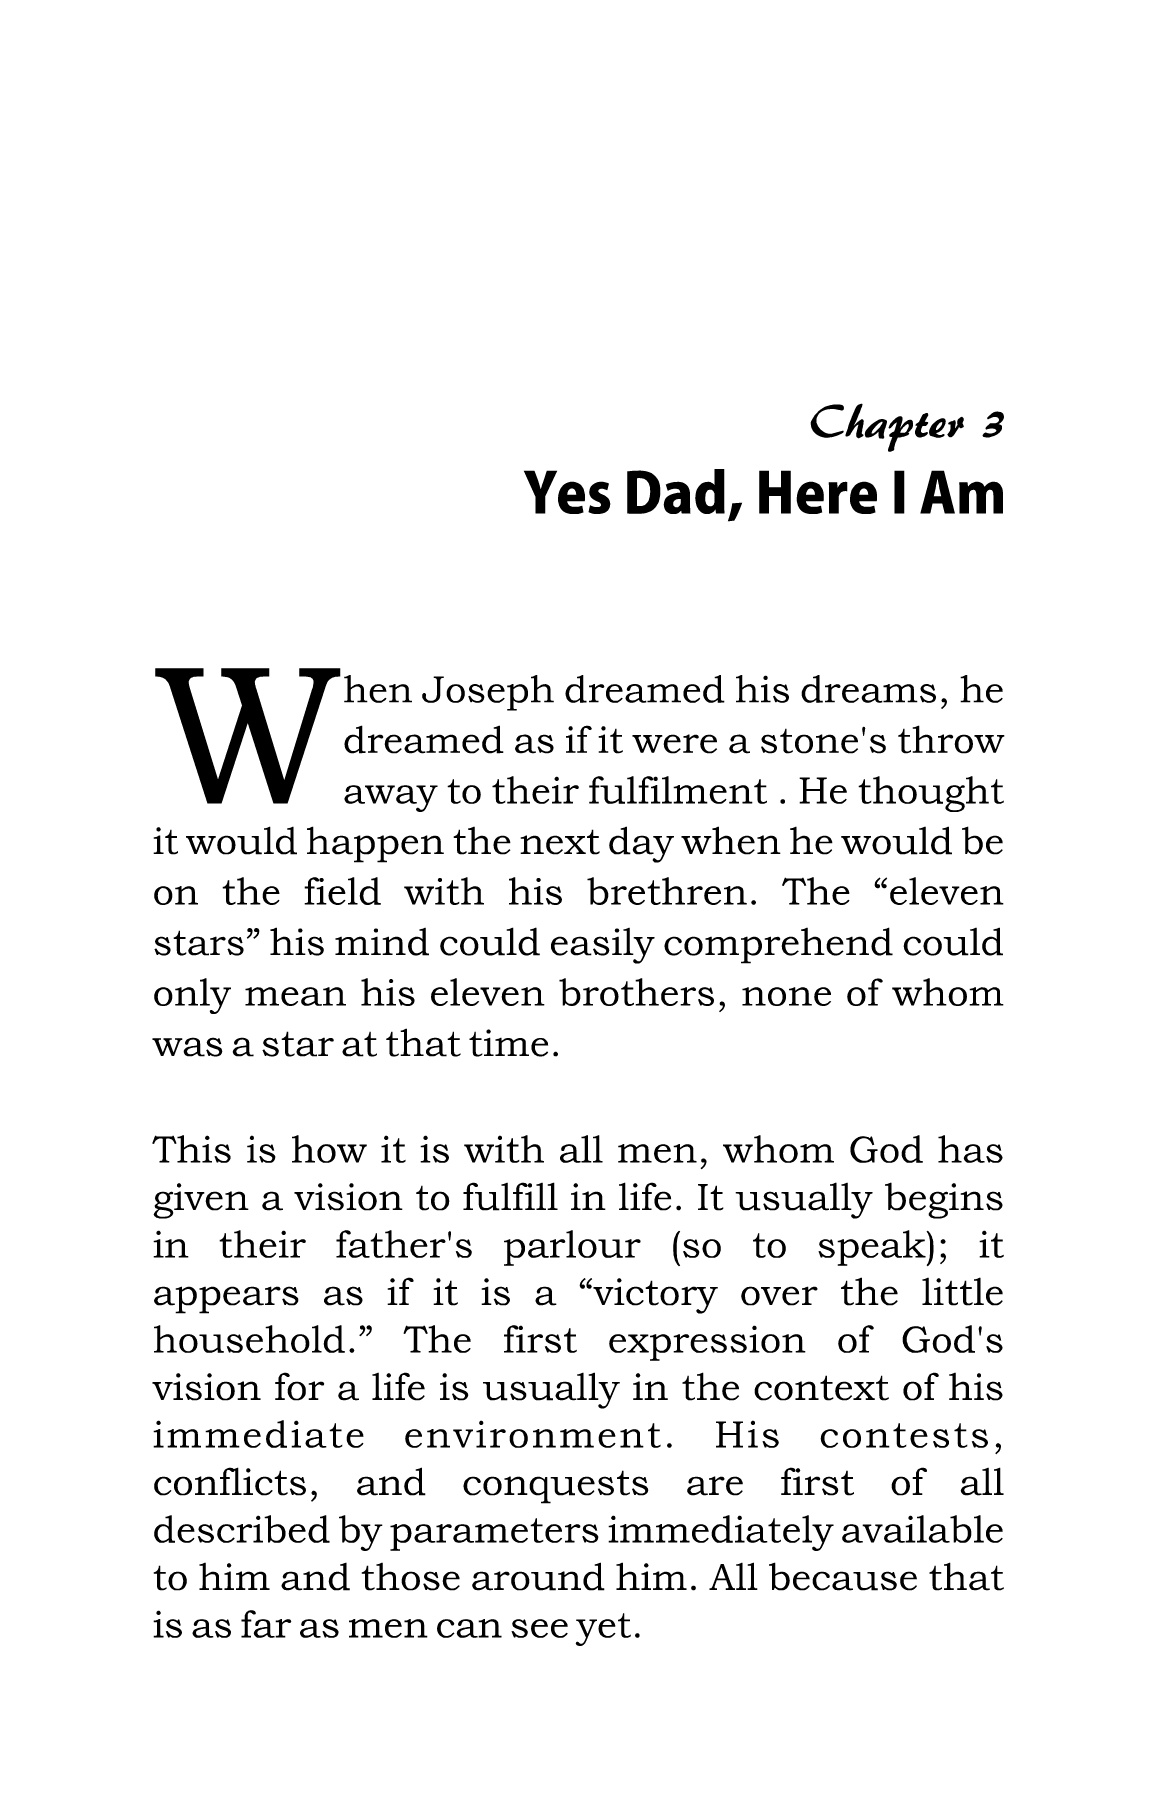 Chapter 3
Yes Dad, Here I Am
When Joseph dreamed his dreams, he
dreamed as if it were a stone's throw
away to their fulfilment . He thought
it would happen the next day when he would be
on the field with his brethren. The “eleven
stars” his mind could easily comprehend could
only mean his eleven brothers, none of whom
was a star at that time.
This is how it is with all men, whom God has
given a vision to fulfill in life. It usually begins
in their father's parlour (so to speak); it
appears as if it is a “victory over the little
household.” The first expression of God's
vision for a life is usually in the context of his
immediate environment. His contests,
conflicts, and conquests are first of all
described by parameters immediately available
to him and those around him. All because that
is as far as men can see yet.